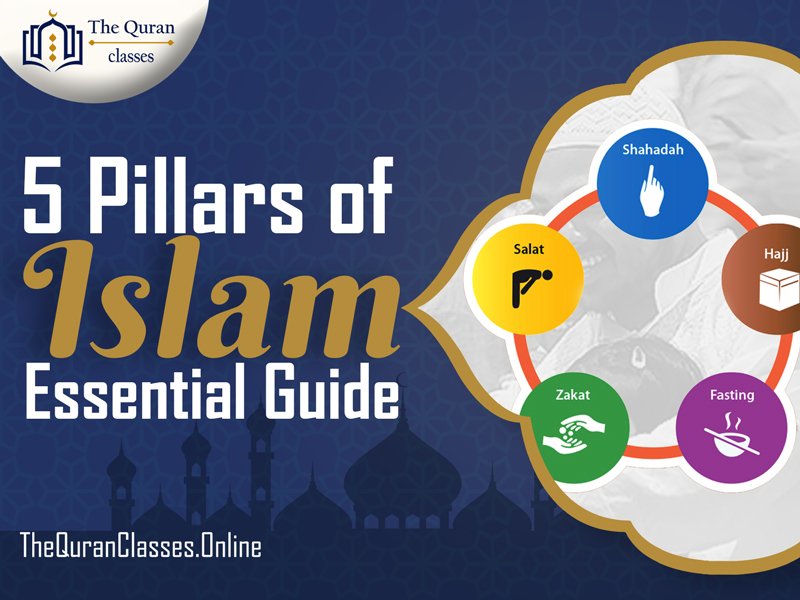 The Quran
classes
5 Pillars of
Islam
Essential Guide
Shahadah
Salat
Hajj
Zakat
Fasting
TheQuranClasses.Online